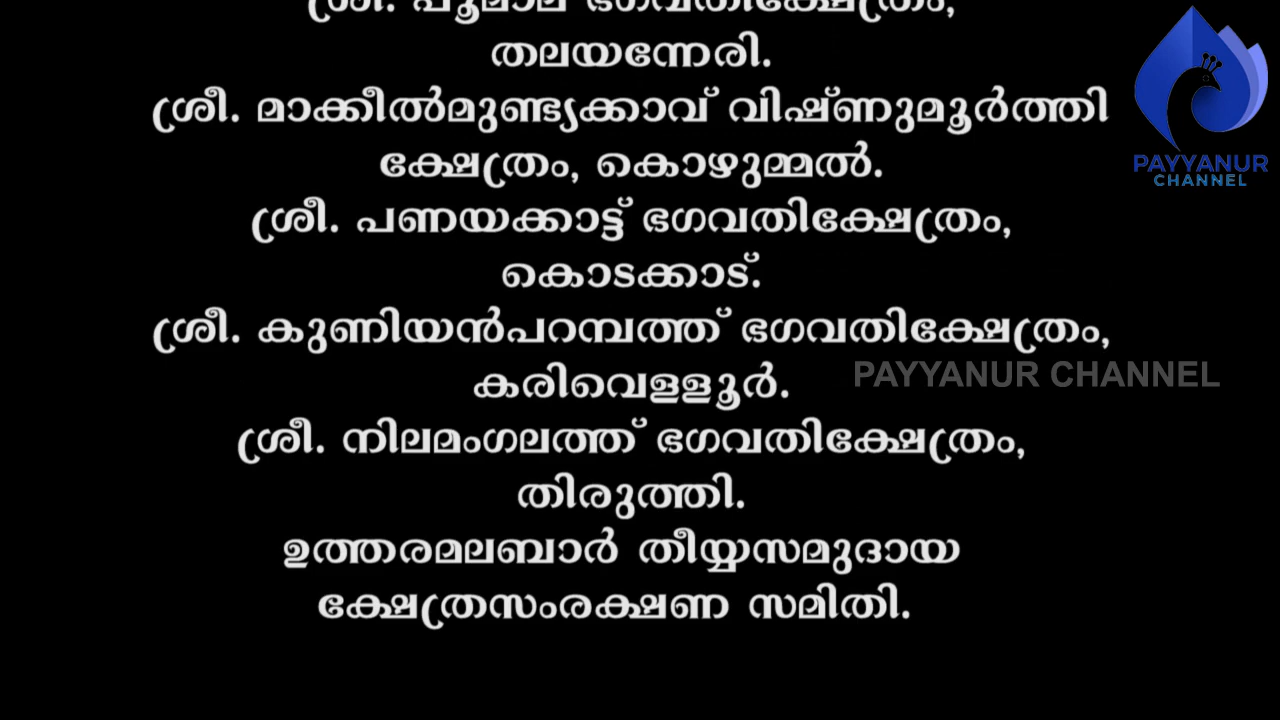 ശ്രീ. പൂമാല ഭഗവതിക്ഷേത്രം,
തലയന്നേരി.
ശ്രീ. മാക്കീൽമുണ്ട്യക്കാവ് വിഷ്ണുമൂർത്തി
ക്ഷേത്രം, കൊഴുമ്മൽ.
ശ്രീ. പണയക്കാട്ട് ഭഗവതിക്ഷേത്രം,
കൊടക്കാട്.
ശ്രീ. കുണിയൻപറമ്പത്ത് ഭഗവതിക്ഷേത്രം,
കരിവെള്ളൂർ.
ശ്രീ. നിലമംഗലത്ത് ഭഗവതിക്ഷേത്രം,
തിരുത്തി.
ഉത്തരമലബാർ തീയ്യസമുദായ
ക്ഷേത്രസംരക്ഷണ സമിതി.
PAYYANUR
CHANNEL
PAYYANUR CHANNEL